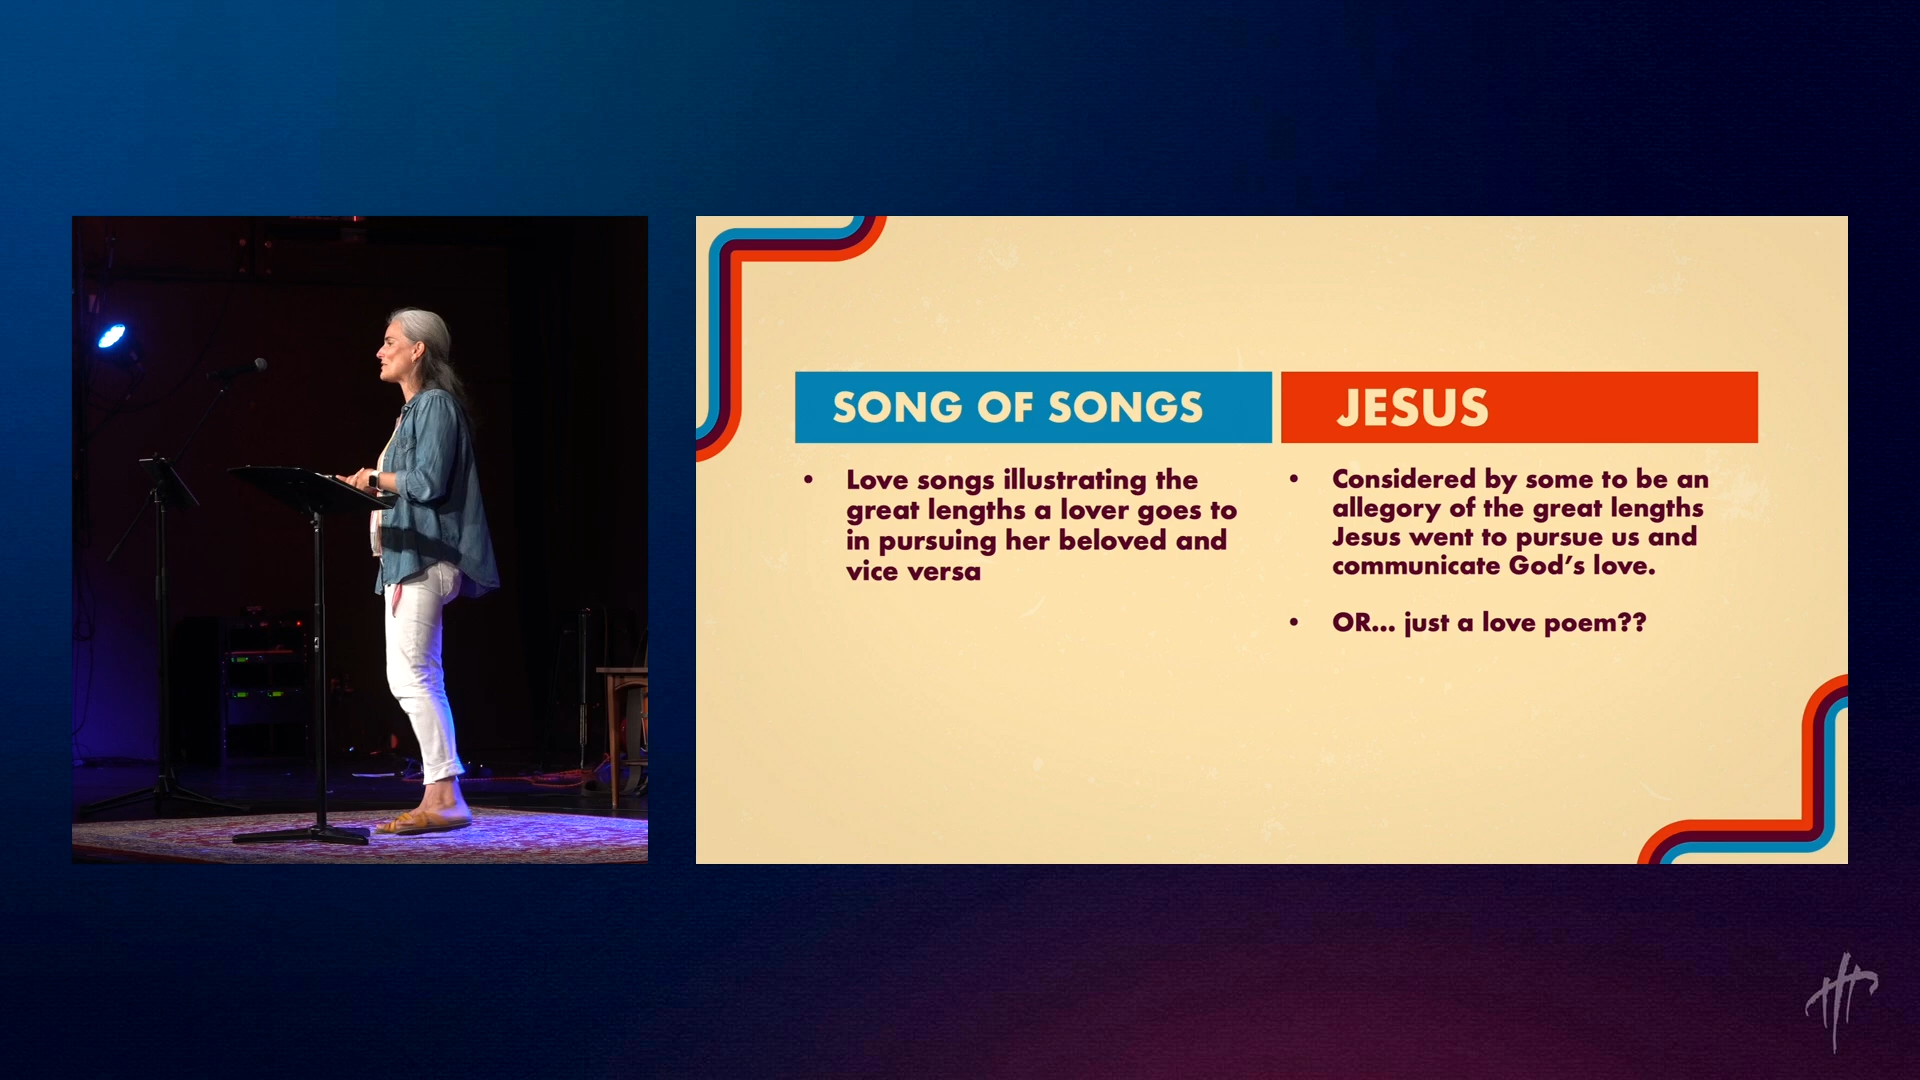 SONG OF SONGS
• Love songs illustrating the
great lengths a lover goes to
in pursuing her beloved and
vice versa
JESUS
• Considered by some to be an
allegory of the great lengths
Jesus went to pursue us and
communicate God’s love.
• OR... just a love poem??